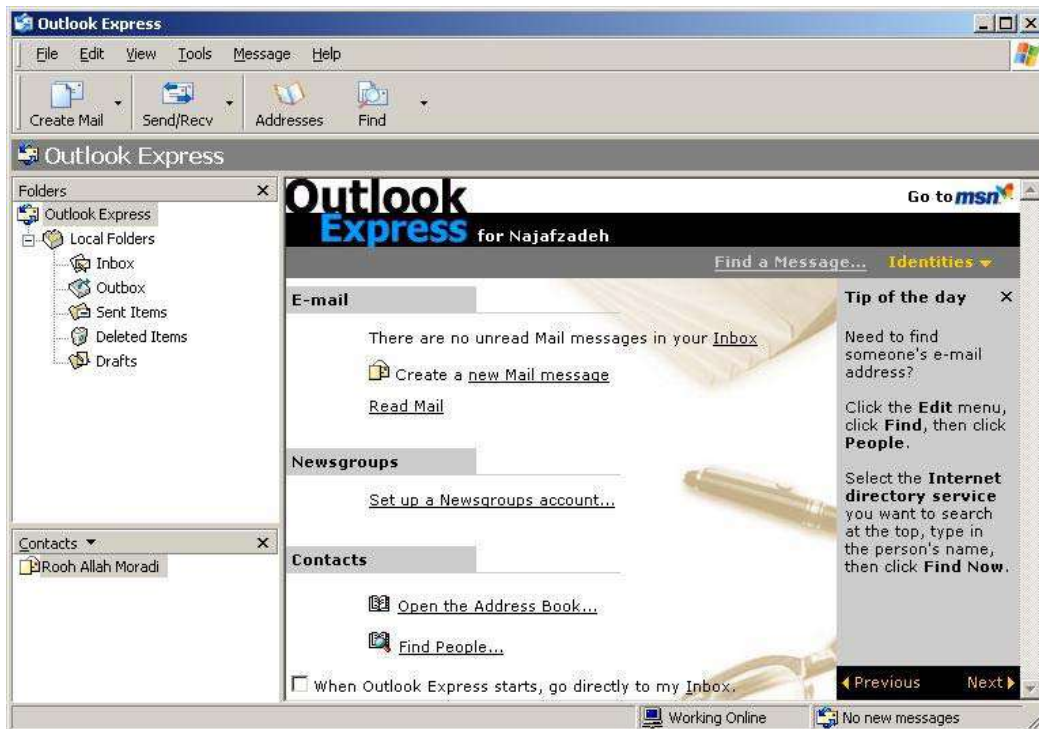 Outlook Express
File Edit View Tools Message Help
Create Mail Send/Recv Addresses Find
Outlook Express
Folders
Outlook Express
Local Folders
Inbox
Outbox
Sent Items
Deleted Items
Drafts
Contacts
Rooh Allah Moradi
Outlook
Express for Najafzadeh
Go to msn
Find a Message... Identities
E-mail
There are no unread Mail messages in your Inbox
Create a new Mail message
Read Mail
Newsgroups
Set up a Newsgroups account...
Contacts
Open the Address Book...
Find People...
When Outlook Express starts, go directly to my Inbox.
Tip of the day
Need to find
someone's e-mail
address?
Click the Edit menu,
click Find, then click
People.
Select the Internet
directory service
you want to search
at the top, type in
the person's name,
then click Find Now.
Previous Next
Working Online No new messages